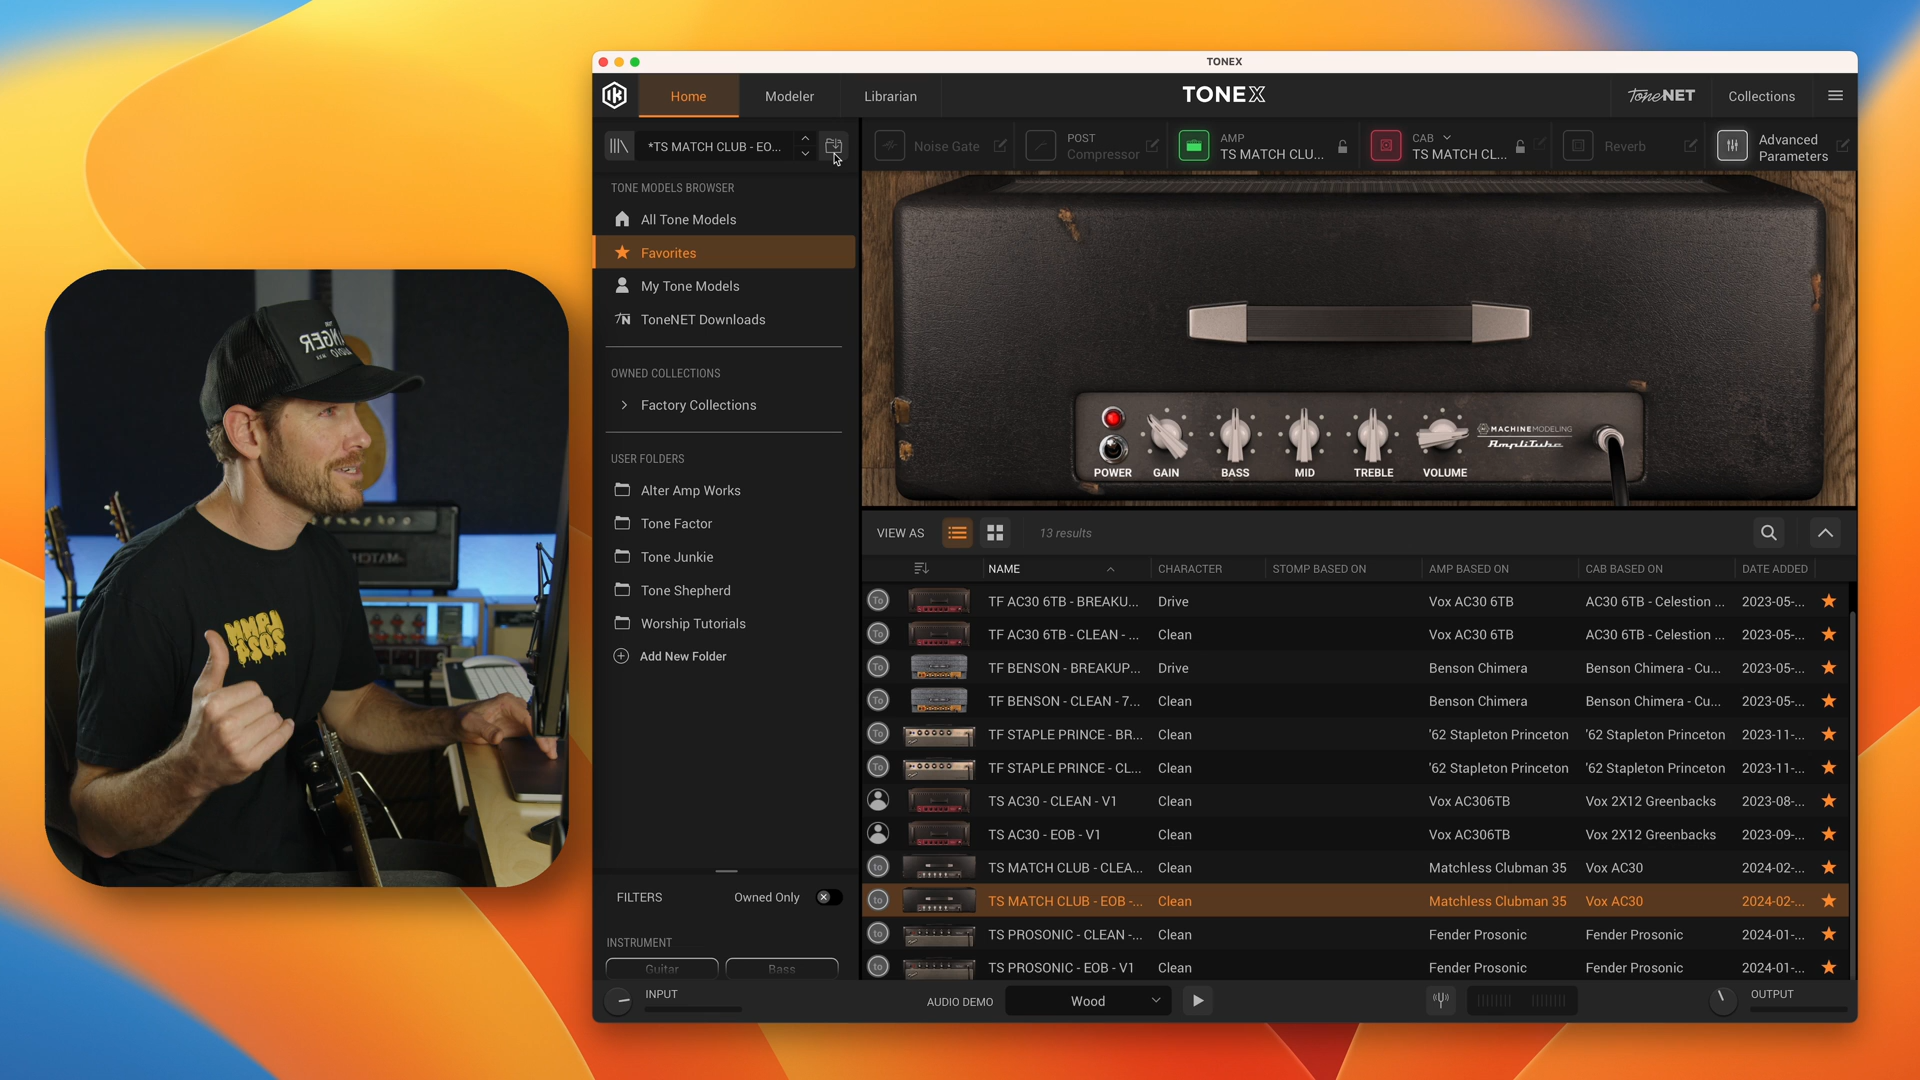 TONEX
Home
Modeler
Librarian
TONEX
ToneNET
Collections
*TS MATCH CLUB - EO...
Noise Gate
POST
Compressor
AMP
TS MATCH CLU...
CAB
TS MATCH CL...
Reverb
Advanced
Parameters
TONE MODELS BROWSER
All Tone Models
Favorites
My Tone Models
ToneNET Downloads
OWNED COLLECTIONS
Factory Collections
USER FOLDERS
Alter Amp Works
Tone Factor
Tone Junkie
Tone Shepherd
Worship Tutorials
Add New Folder
FILTERS
Owned Only
INSTRUMENT
Guitar
Bass
POWER
GAIN
BASS
MID
TREBLE
VOLUME
MACHINEMODELING
AmpliTube
VIEW AS
13 results
NAME CHARACTER STOMP BASED ON AMP BASED ON CAB BASED ON DATE ADDED
To TF AC30 6TB - BREAKU... Drive Vox AC30 6TB AC30 6TB - Celestion ... 2023-05-...
To TF AC30 6TB - CLEAN - ... Clean Vox AC30 6TB AC30 6TB - Celestion ... 2023-05-...
To TF BENSON - BREAKUP... Drive Benson Chimera Benson Chimera - Cu... 2023-05-...
To TF BENSON - CLEAN - 7... Clean Benson Chimera Benson Chimera - Cu... 2023-05-...
To TF STAPLE PRINCE - BR... Clean '62 Stapleton Princeton '62 Stapleton Princeton 2023-11-...
To TF STAPLE PRINCE - CL... Clean '62 Stapleton Princeton '62 Stapleton Princeton 2023-11-...
TS AC30 - CLEAN - V1 Clean Vox AC306TB Vox 2X12 Greenbacks 2023-08-...
TS AC30 - EOB - V1 Clean Vox AC306TB Vox 2X12 Greenbacks 2023-09-...
to TS MATCH CLUB - CLEA... Clean Matchless Clubman 35 Vox AC30 2024-02-...
to TS MATCH CLUB - EOB -... Clean Matchless Clubman 35 Vox AC30 2024-02-...
to TS PROSONIC - CLEAN -... Clean Fender Prosonic Fender Prosonic 2024-01-...
to TS PROSONIC - EOB - V1 Clean Fender Prosonic Fender Prosonic 2024-01-...
INPUT
AUDIO DEMO
Wood
OUTPUT